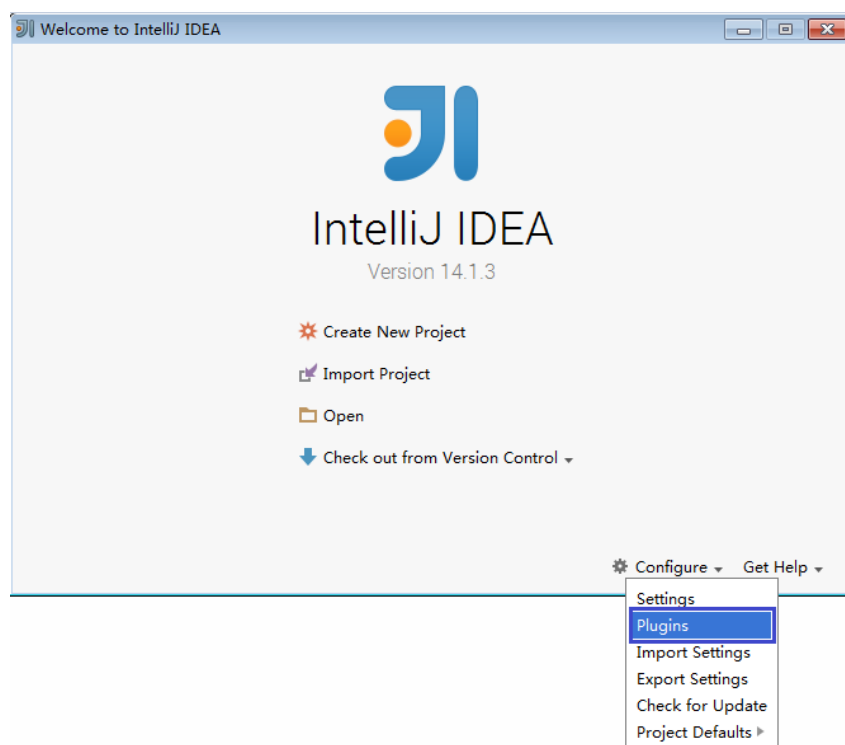 Welcome to IntelliJ IDEA
IntelliJ IDEA
Version 14.1.3
Create New Project
Import Project
Open
Check out from Version Control
Configure Get Help
Settings
Plugins
Import Settings
Export Settings
Check for Update
Project Defaults